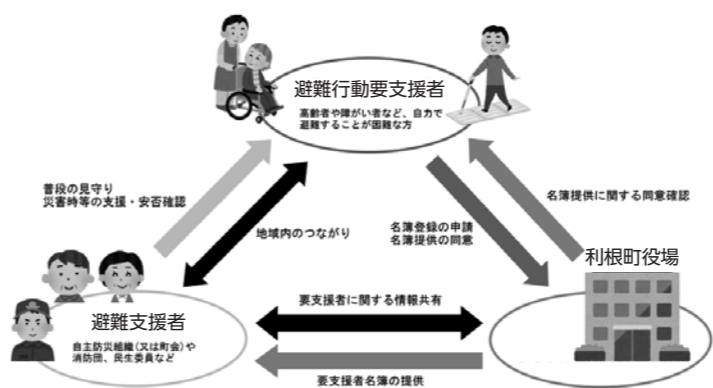 避難行動要支援者
高齢者や障がい者など、自力で
避難することが困難な方
普段の見守り
災害時等の支援・安否確認
地域内のつながり
名簿登録の申請
名簿提供の同意
名簿提供に関する同意確認
利根町役場
避難支援者
自主防災組織(又は町会)や
消防団、民生委員など
要支援者に関する情報共有
要支援者名簿の提供